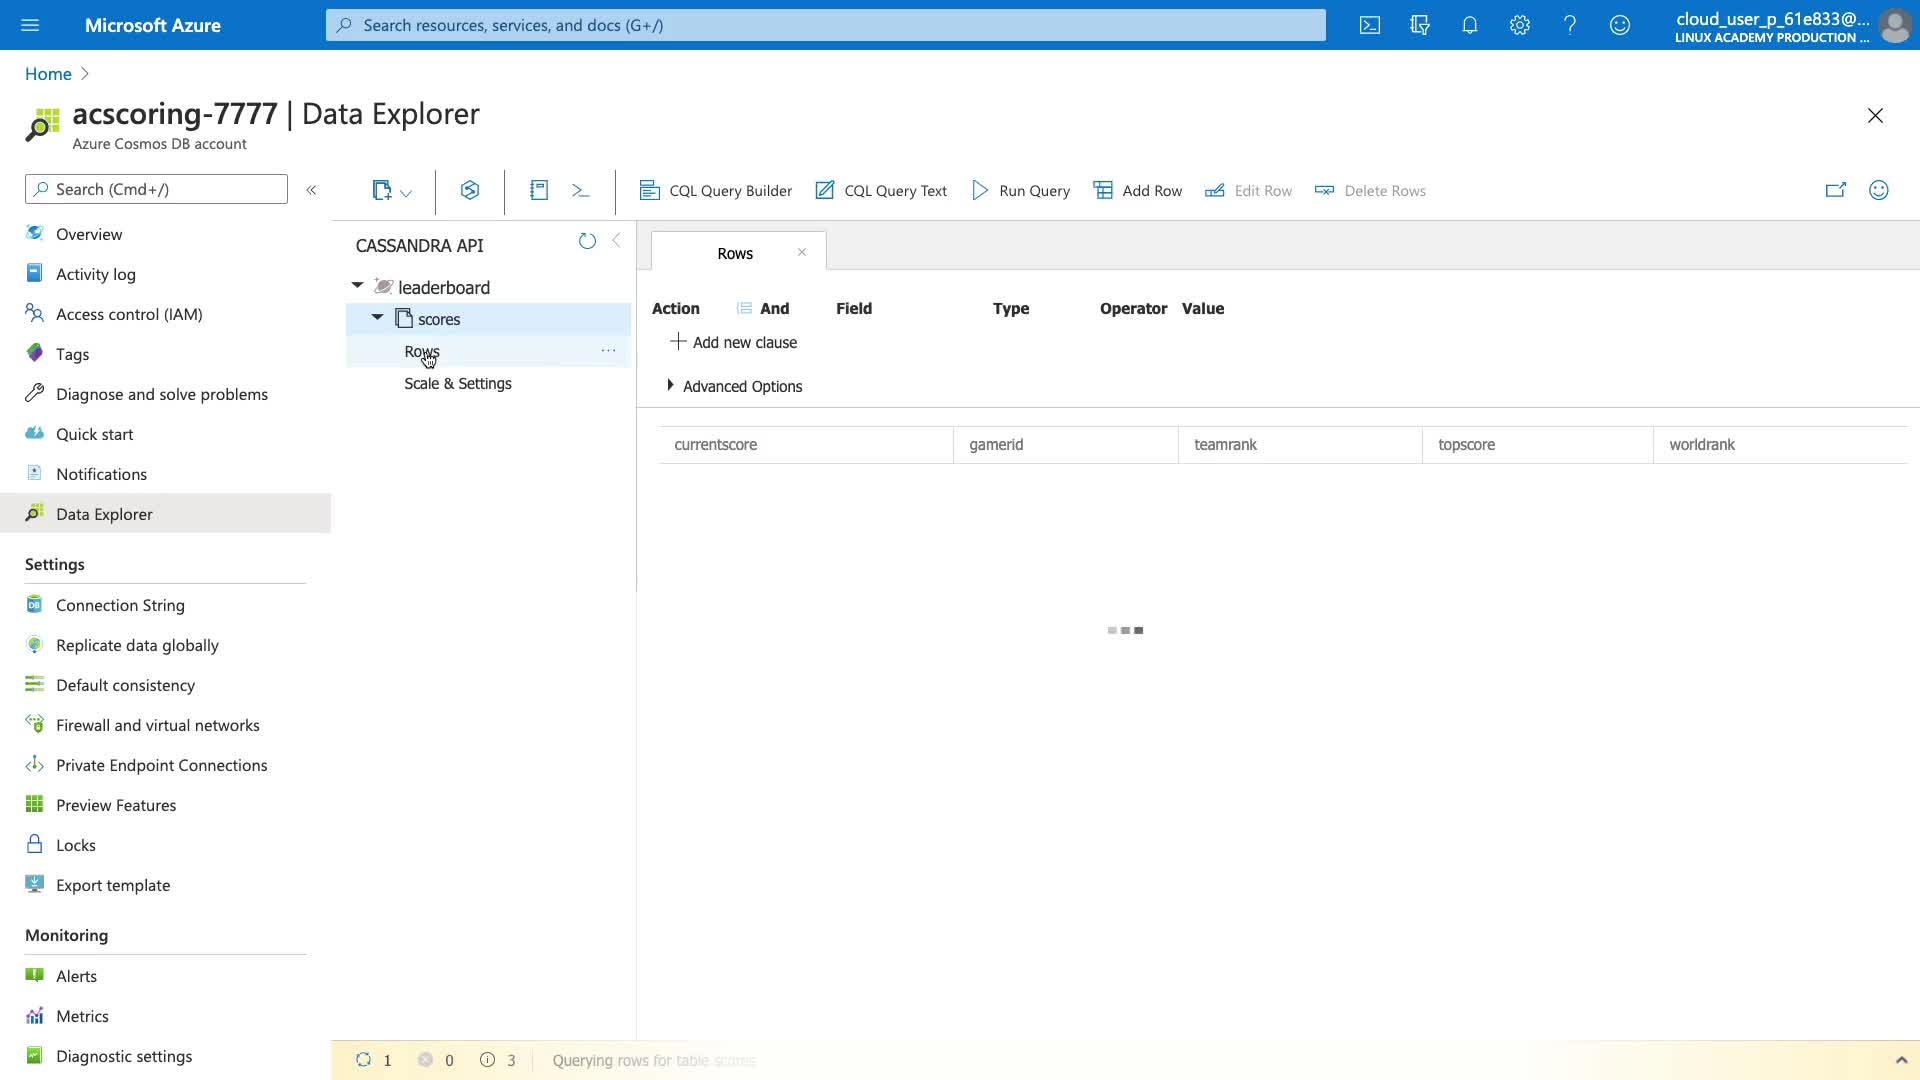 Microsoft Azure
Search resources, services, and docs (G+/)
cloud_user_p_61e833@...
LINUX ACADEMY PRODUCTION ...
Home
acscoring-7777 | Data Explorer
Azure Cosmos DB account
Search (Cmd+/)
CQL Query Builder
CQL Query Text
Run Query
Add Row
Edit Row
Delete Rows
Overview
Activity log
Access control (IAM)
Tags
Diagnose and solve problems
Quick start
Notifications
Data Explorer
Settings
Connection String
Replicate data globally
Default consistency
Firewall and virtual networks
Private Endpoint Connections
Preview Features
Locks
Export template
Monitoring
Alerts
Metrics
Diagnostic settings
CASSANDRA API
leaderboard
scores
Rows
Scale & Settings
Rows
Action And Field Type Operator Value
Add new clause
Advanced Options
currentscore gamerid teamrank topscore worldrank
1 0 3 Querying rows for table scores